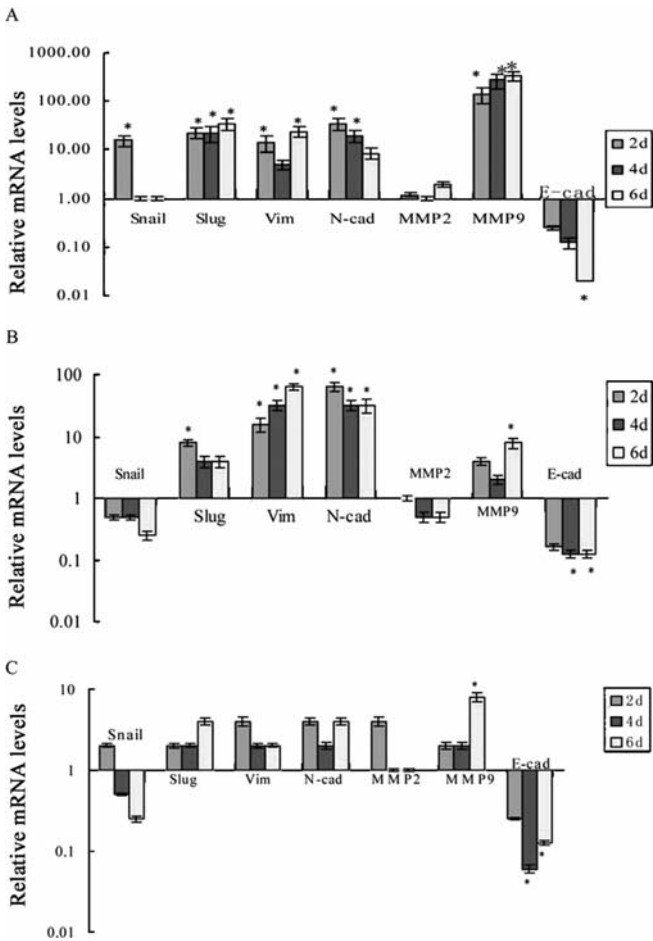 A
Relative mRNA levels
1000.00
100.00
10.00
1.00
0.10
0.01
* * * * * * * * * * * *
Snail Slug Vim N-cad MMP2 MMP9 E-cad
*
2d
4d
6d
B
Relative mRNA levels
100
10
1
0.1
0.01
* * * * * * * *
Snail Slug Vim N-cad MMP2 MMP9 E-cad
* *
2d
4d
6d
C
Relative mRNA levels
10
1
0.1
0.01
*
Snail Slug Vim N-cad MMP2 MMP9 E-cad
* *
2d
4d
6d